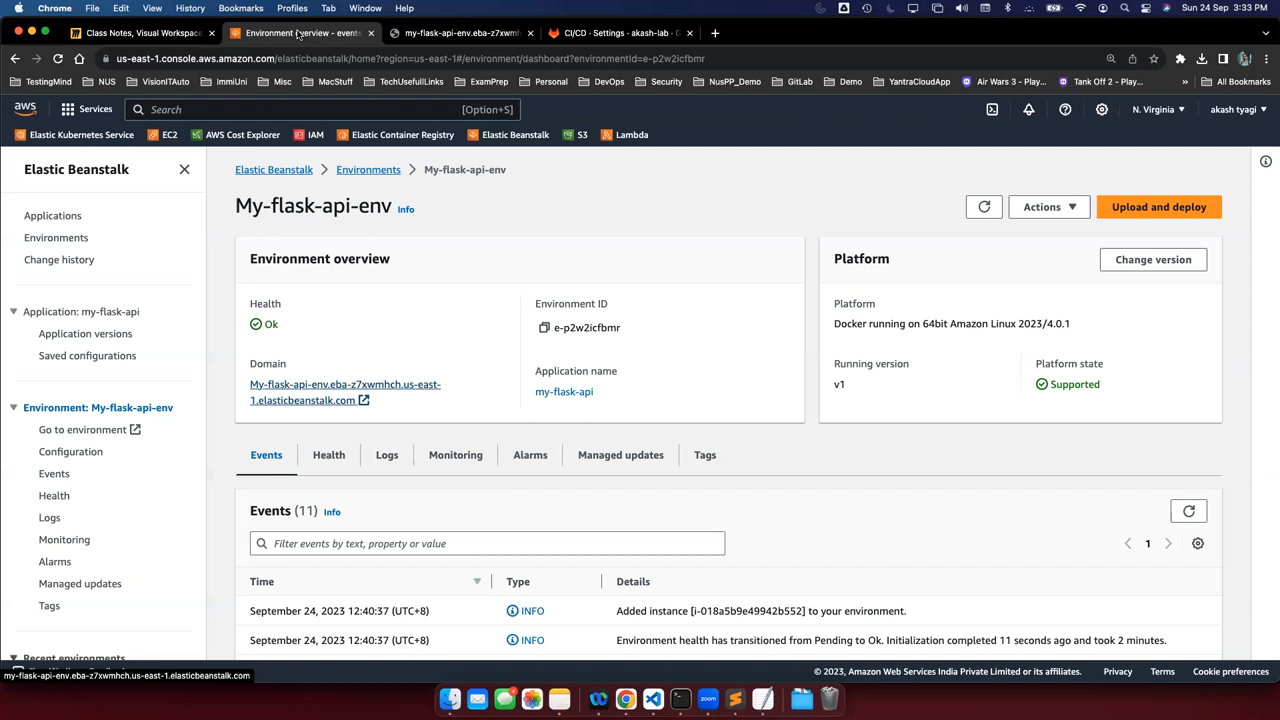 Chrome File Edit View History Bookmarks Profiles Tab Window Help Sun 24 Sep 3:33 PM
Class Notes, Visual Workspace Environment overview - events my-flask-api-env.eba-z7xwmh CI/CD · Settings · akash-lab · G
us-east-1.console.aws.amazon.com/elasticbeanstalk/home?region=us-east-1#/environment/dashboard?environmentId=e-p2w2icfbmr
TestingMind NUS VisionITAuto ImmiUni Misc MacStuff TechUsefulLinks ExamPrep Personal DevOps Security NusPP_Demo GitLab Demo YantraCloudApp Air Wars 3 - Play... Tank Off 2 - Play... » All Bookmarks
aws Services Search [Option+S] N. Virginia akash tyagi
Elastic Kubernetes Service EC2 AWS Cost Explorer IAM Elastic Container Registry Elastic Beanstalk S3 Lambda
Elastic Beanstalk
Applications
Environments
Change history
Application: my-flask-api
Application versions
Saved configurations
Environment: My-flask-api-env
Go to environment
Configuration
Events
Health
Logs
Monitoring
Alarms
Managed updates
Tags
Recent environments
Elastic Beanstalk Environments My-flask-api-env
My-flask-api-env Info
Actions Upload and deploy
Environment overview
Health
Ok
Domain
My-flask-api-env.eba-z7xwmhch.us-east-
1.elasticbeanstalk.com
Environment ID
e-p2w2icfbmr
Application name
my-flask-api
Platform Change version
Platform
Docker running on 64bit Amazon Linux 2023/4.0.1
Running version
v1
Platform state
Supported
Events Health Logs Monitoring Alarms Managed updates Tags
Events (11) Info
Filter events by text, property or value
1
Time Type Details
September 24, 2023 12:40:37 (UTC+8) INFO Added instance [i-018a5b9e49942b552] to your environment.
September 24, 2023 12:40:37 (UTC+8) INFO Environment health has transitioned from Pending to Ok. Initialization completed 11 seconds ago and took 2 minutes.
© 2023, Amazon Web Services India Private Limited or its affiliates. Privacy Terms Cookie preferences
my-flask-api-env.eba-z7xwmhch.us-east-1.elasticbeanstalk.com
4
zoom